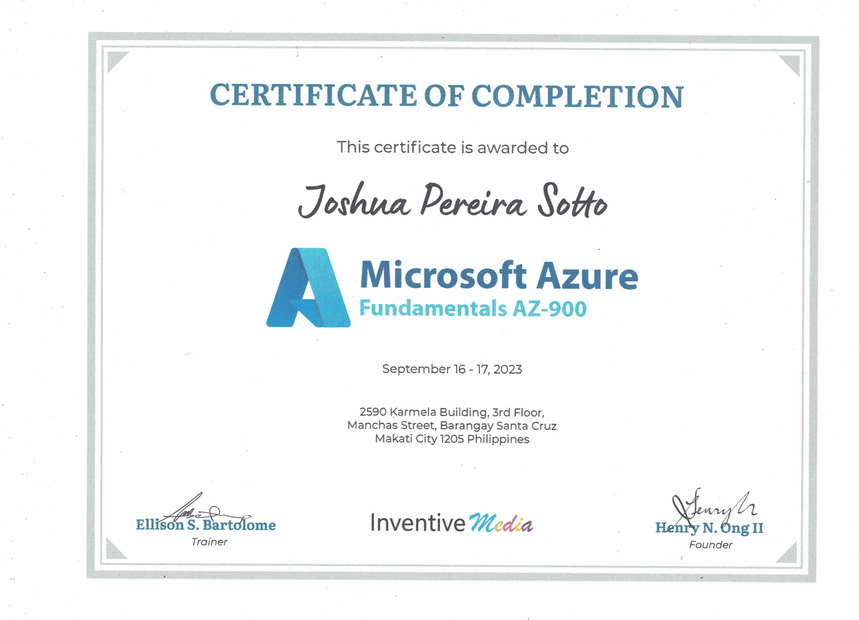 CERTIFICATE OF COMPLETION
This certificate is awarded to
Joshua Pereira Sotto
Microsoft Azure
Fundamentals AZ-900
September 16 - 17, 2023
2590 Karmela Building, 3rd Floor,
Manchas Street, Barangay Santa Cruz
Makati City 1205 Philippines
Ellison S. Bartolome
Trainer
Inventive Media
Henry N. Ong II
Founder